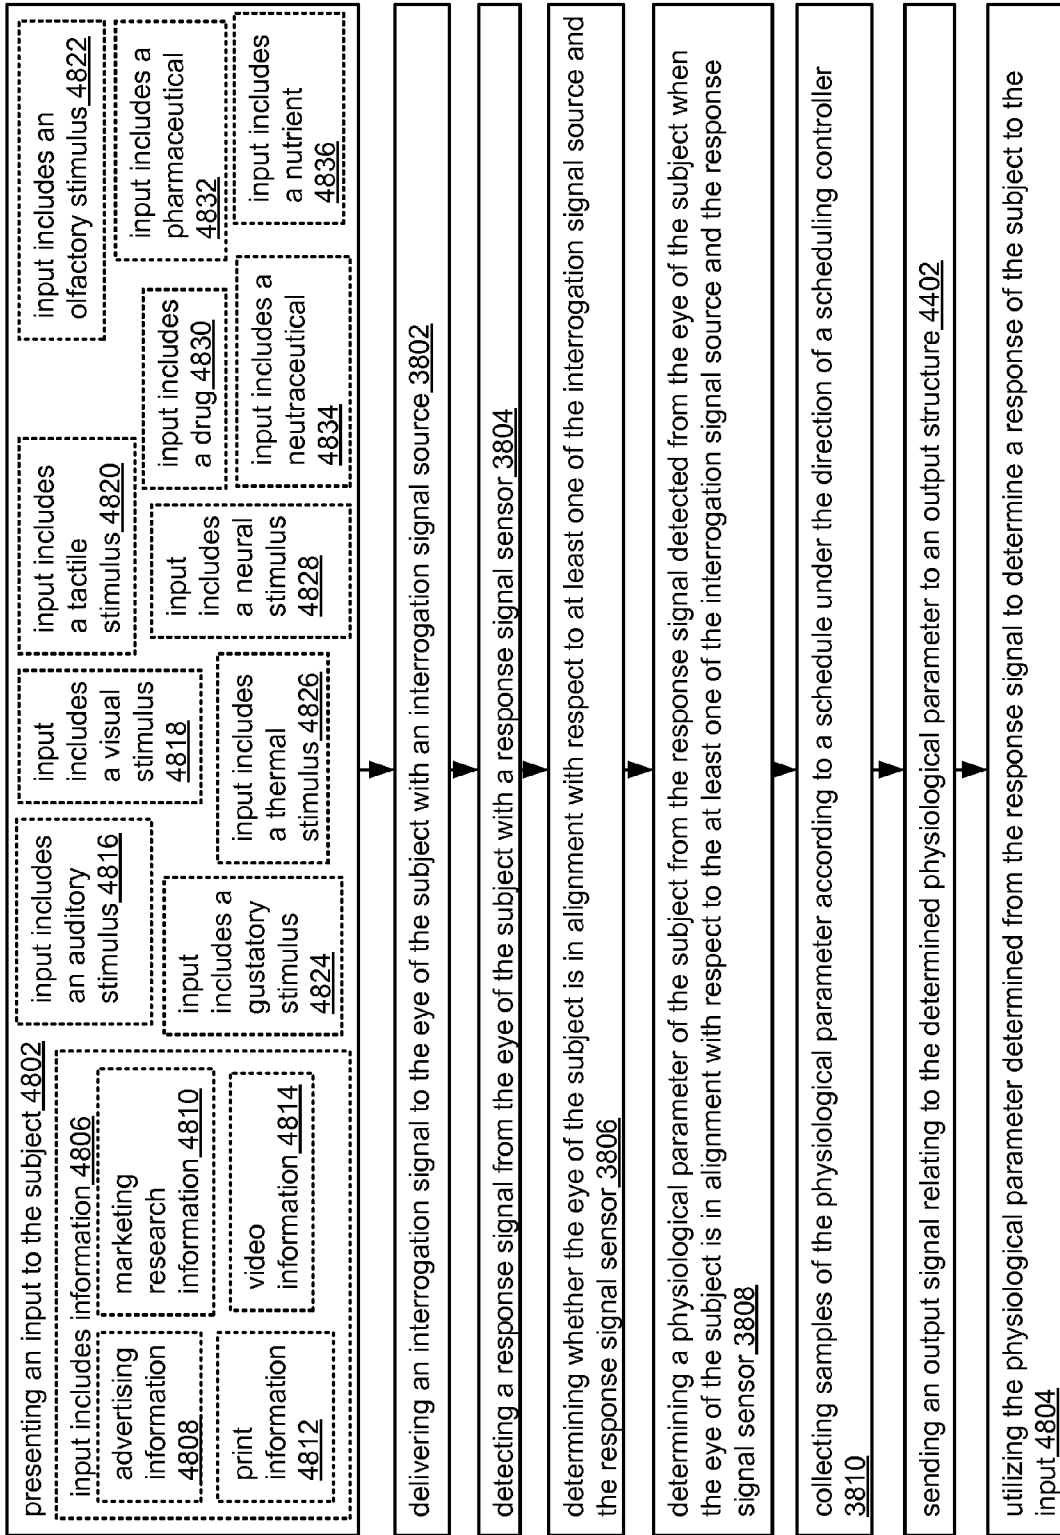 presenting an input to the subject 4802
input includes information 4806
advertising
information
4808
marketing
research
information 4810
print
information
4812
video
information 4814
input includes
an auditory
stimulus 4816
input
includes a
gustatory
stimulus
4824
input
includes
a visual
stimulus
4818
input includes
a thermal
stimulus 4826
input includes
a tactile
stimulus 4820
input
includes
a neural
stimulus
4828
input includes an
olfactory stimulus 4822
input includes
a drug 4830
input includes a
pharmaceutical
4832
input includes a
neutraceutical
4834
input includes
a nutrient
4836
delivering an interrogation signal to the eye of the subject with an interrogation signal source 3802
detecting a response signal from the eye of the subject with a response signal sensor 3804
determining whether the eye of the subject is in alignment with respect to at least one of the interrogation signal source and
the response signal sensor 3806
determining a physiological parameter of the subject from the response signal detected from the eye of the subject when
the eye of the subject is in alignment with respect to the at least one of the interrogation signal source and the response
signal sensor 3808
collecting samples of the physiological parameter according to a schedule under the direction of a scheduling controller
3810
sending an output signal relating to the determined physiological parameter to an output structure 4402
utilizing the physiological parameter determined from the response signal to determine a response of the subject to the
input 4804